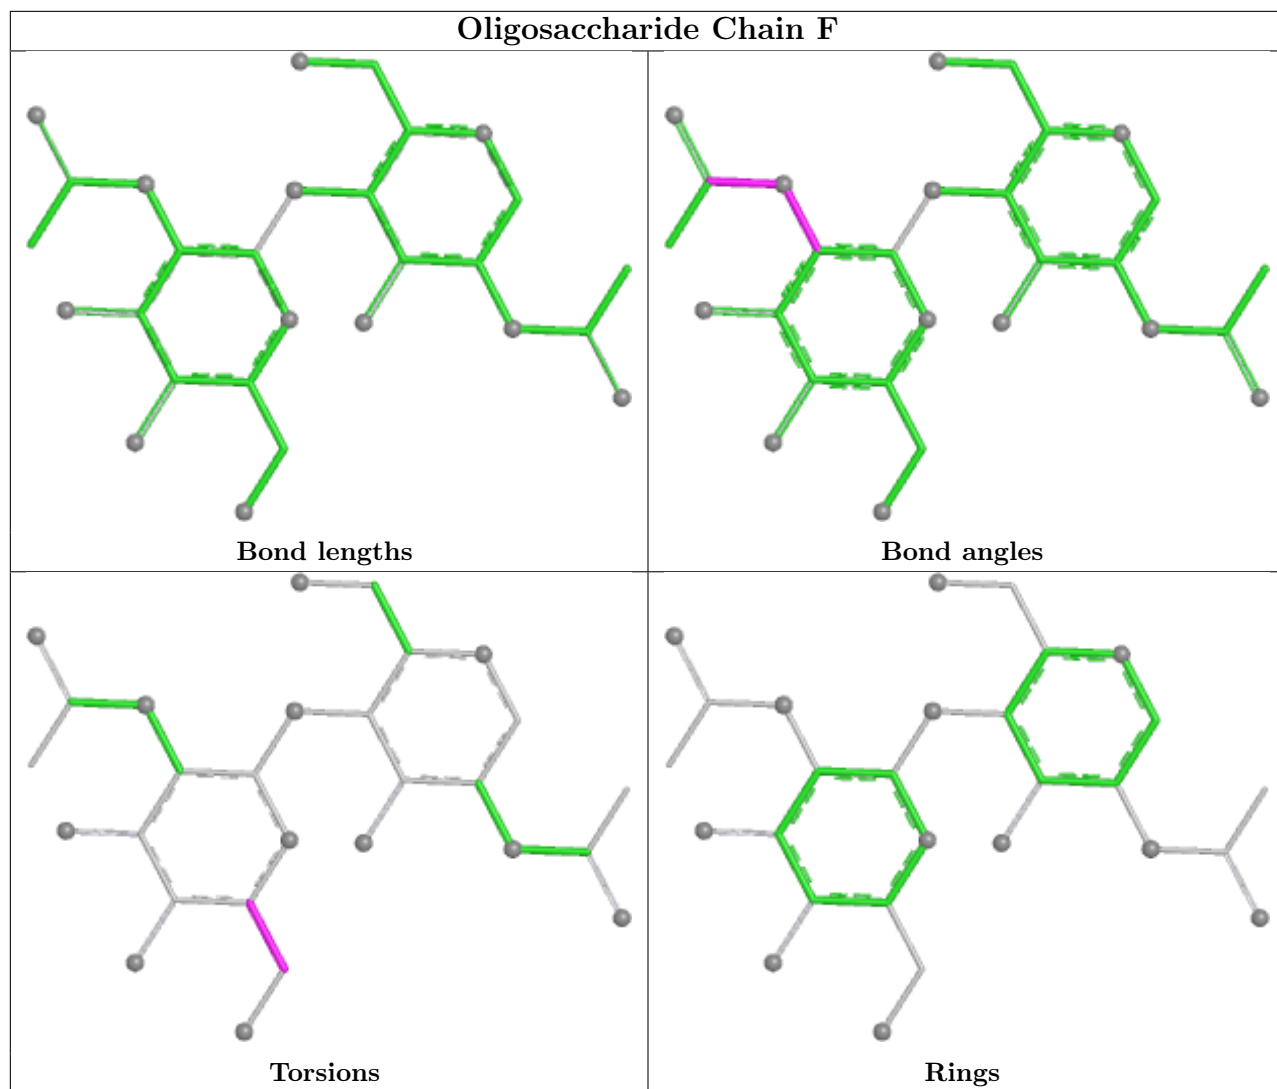 Oligosaccharide Chain F
Bond lengths
Bond angles
Torsions
Rings